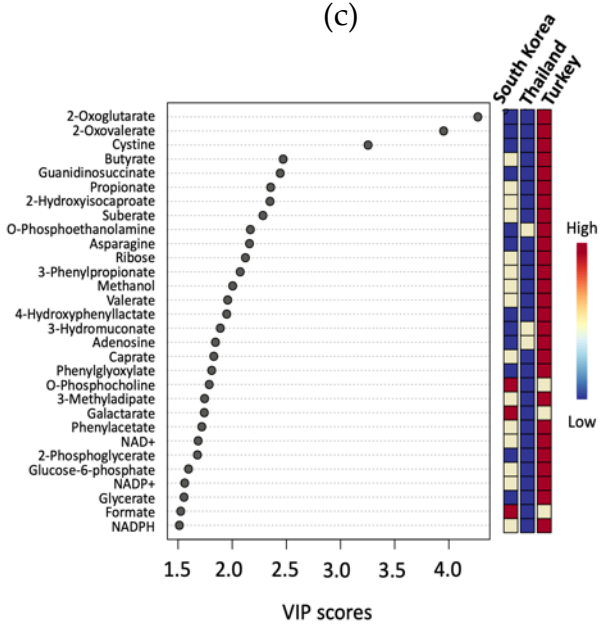 (c)
South Korea
Thailand
Turkey
2-Oxoglutarate
2-Oxovalerate
Cystine
Butyrate
Guanidinosuccinate
Propionate
2-Hydroxyisocaproate
Suberate
O-Phosphoethanolamine
Asparagine
Ribose
3-Phenylpropionate
Methanol
Valerate
4-Hydroxyphenyllactate
3-Hydromuconate
Adenosine
Caprate
Phenylglyoxylate
O-Phosphocholine
3-Methyladipate
Galactarate
Phenylacetate
NAD+
2-Phosphoglycerate
Glucose-6-phosphate
NADP+
Glycerate
Formate
NADPH
High
Low
1.5 2.0 2.5 3.0 3.5 4.0
VIP scores